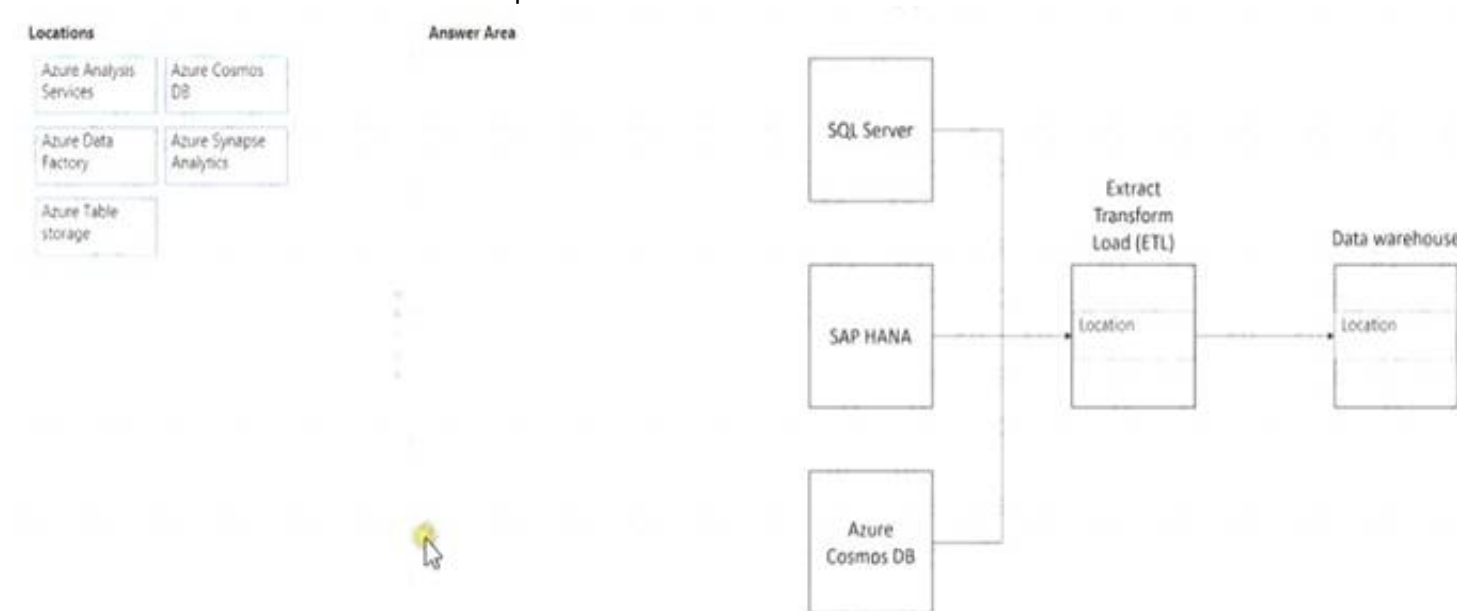 Locations
Answer Area
Azure Analysis
Services
Azure Cosmos
DB
Azure Data
Factory
Azure Synapse
Analytics
Azure Table
storage
SQL Server
SAP HANA
Azure
Cosmos DB
Extract
Transform
Load (ETL)
Location
Data warehouse
Location